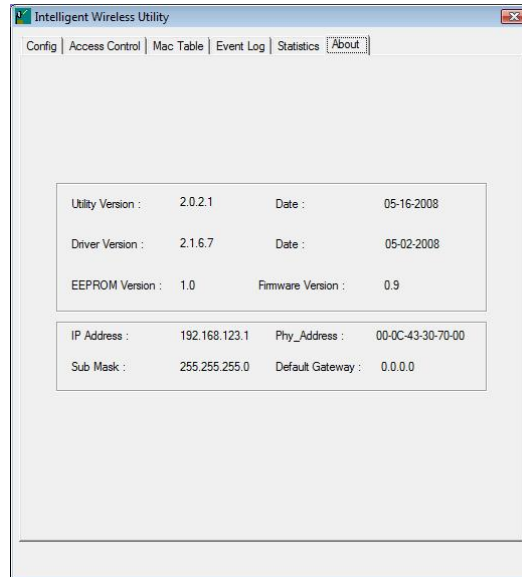 Intelligent Wireless Utility
Config Access Control Mac Table Event Log Statistics About
Utility Version : 2.0.2.1 Date : 05-16-2008
Driver Version : 2.1.6.7 Date : 05-02-2008
EEPROM Version : 1.0 Firmware Version : 0.9
IP Address : 192.168.123.1 Phy_Address : 00-0C-43-30-70-00
Sub Mask : 255.255.255.0 Default Gateway : 0.0.0.0